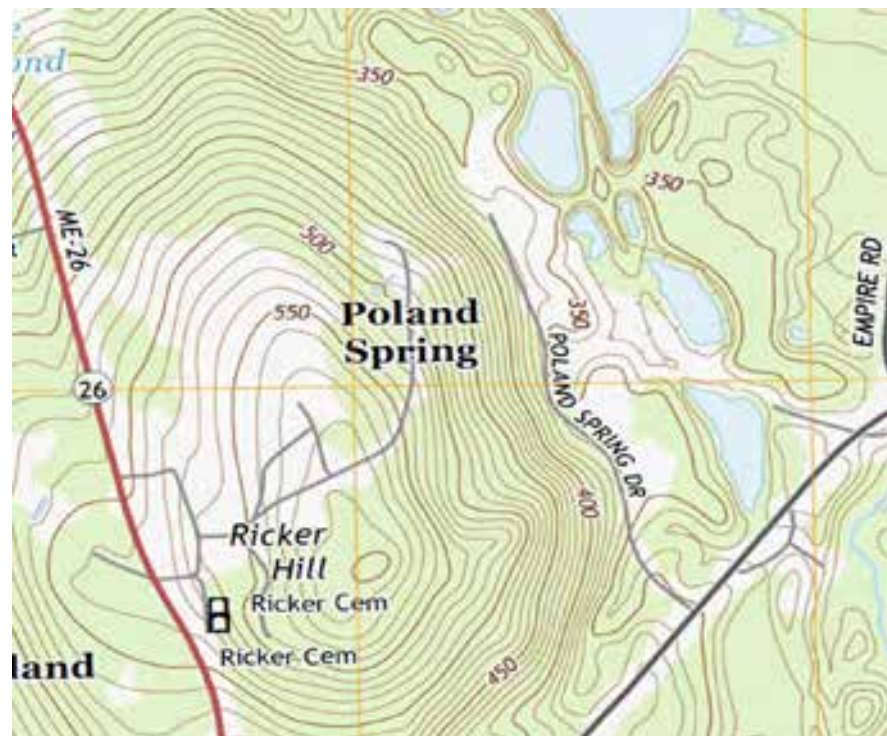 ond
350
ME-26
500
350
550
Poland
Spring
350
EMPIRE RD
26
POLAND SPRING DR
400
Ricker
Hill
Ricker Cem
Ricker Cem
450
land